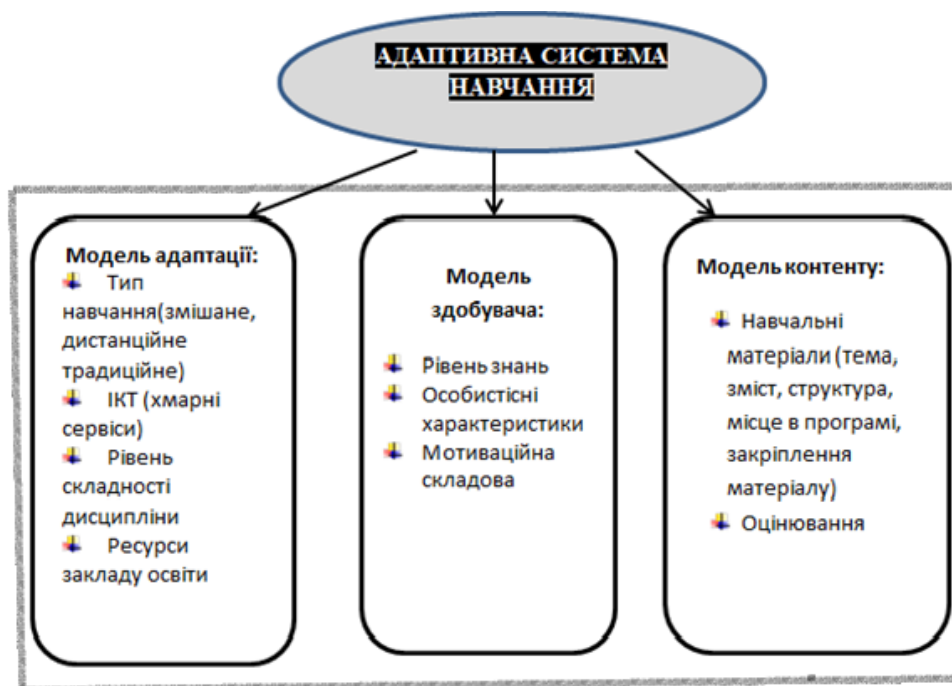 АДАПТИВНА СИСТЕМА
НАВЧАННЯ
Модель адаптації:
Тип
навчання(змішане,
дистанційне
традиційне)
ІКТ (хмарні
сервіси)
Рівень
складності
дисципліни
Ресурси
закладу освіти
Модель
здобувача:
Рівень знань
Особистісні
характеристики
Мотиваційна
складова
Модель контенту:
Навчальні
матеріали (тема,
зміст, структура,
місце в програмі,
закріплення
матеріалу)
Оцінювання